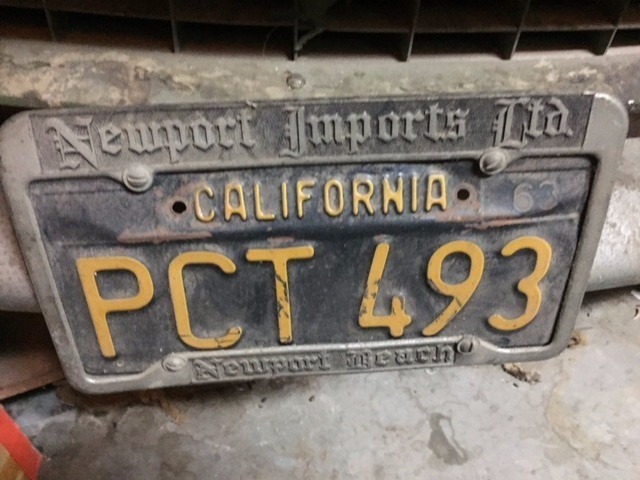 Newport Imports Ltd.
CALIFORNIA 63
PCT 493
Newport Beach